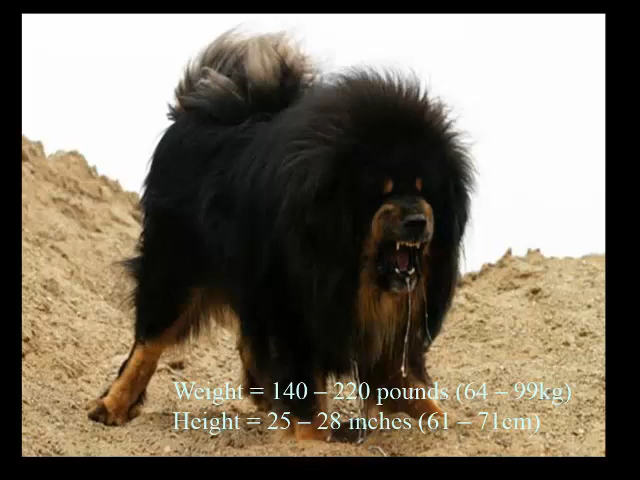 Weight = 140 – 220 pounds (64 – 99kg)
Height = 25 – 28 inches (61 – 71cm)